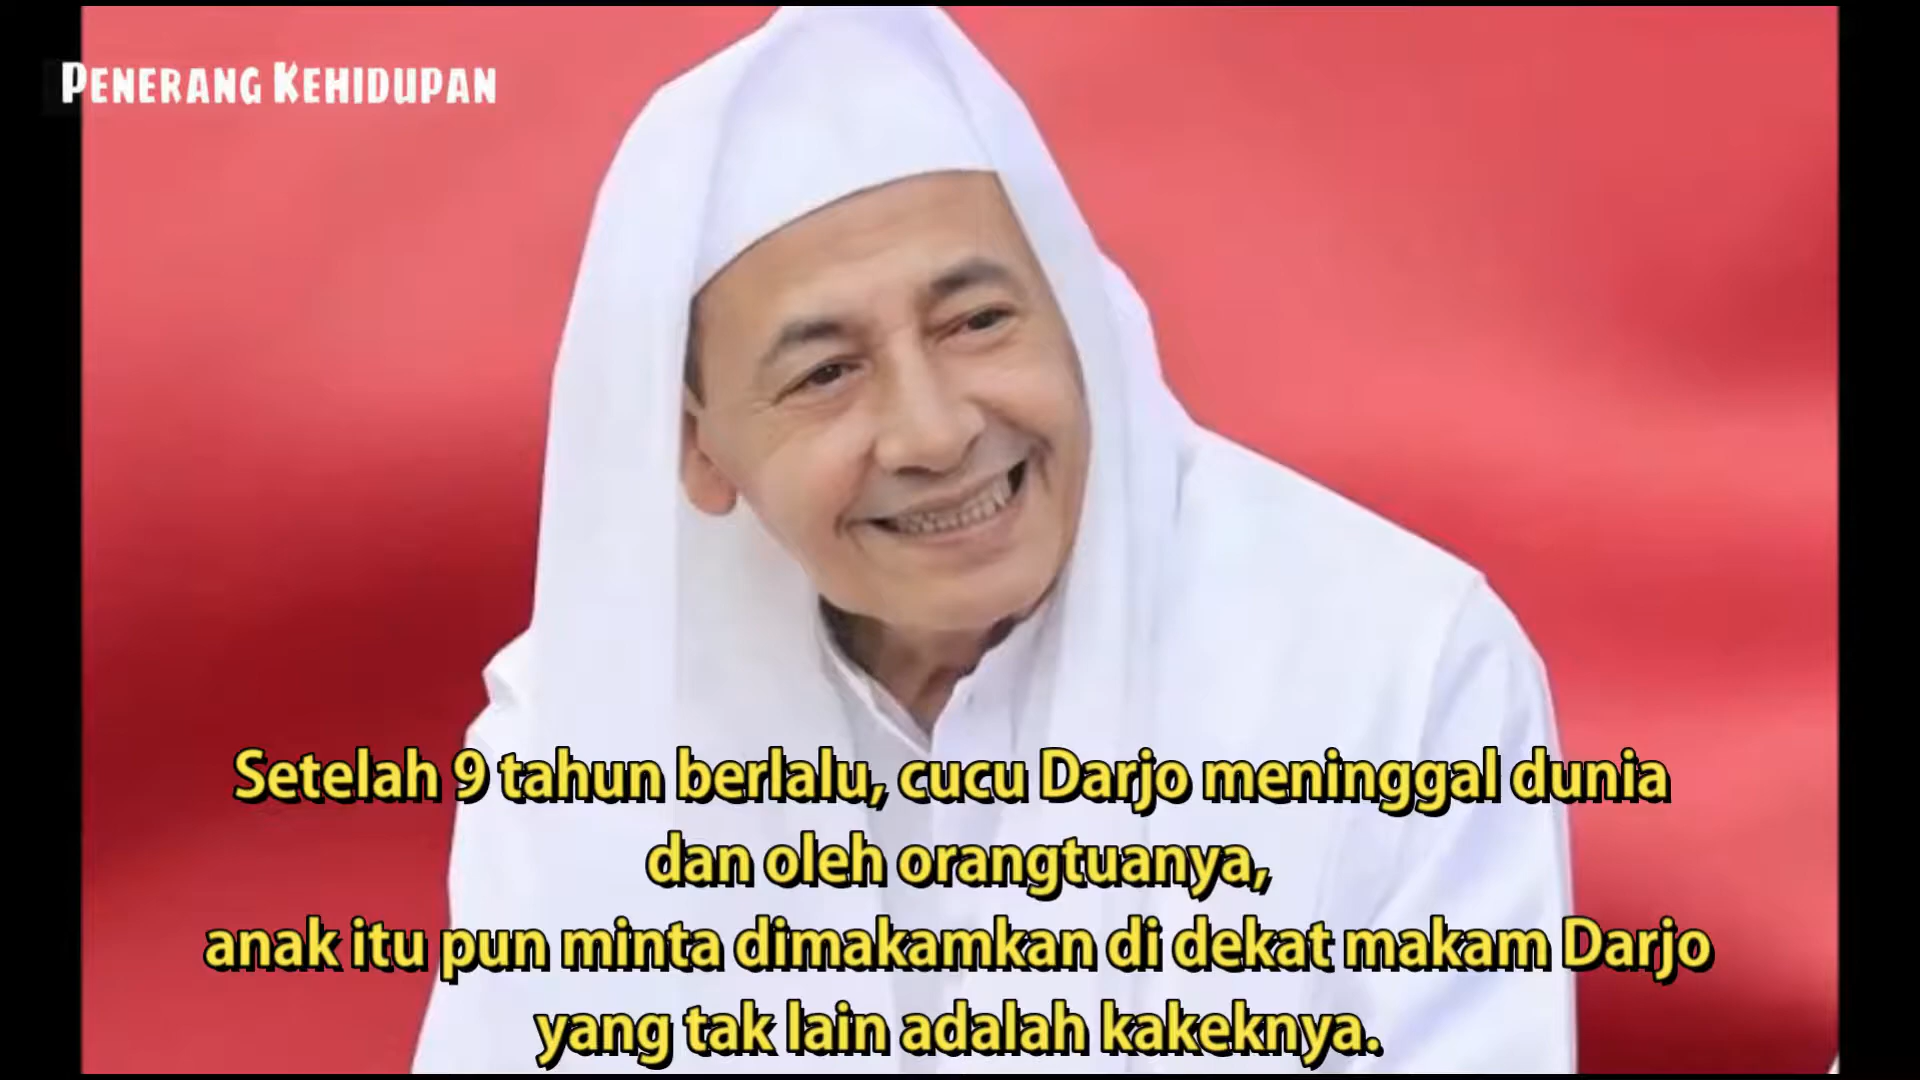 PENERANG KEHIDUPAN
Setelah 9 tahun berlalu, cucu Darjo meninggal dunia
dan oleh orangtuanya,
anak itu pun minta dimakamkan di dekat makam Darjo
yang tak lain adalah kakeknya.